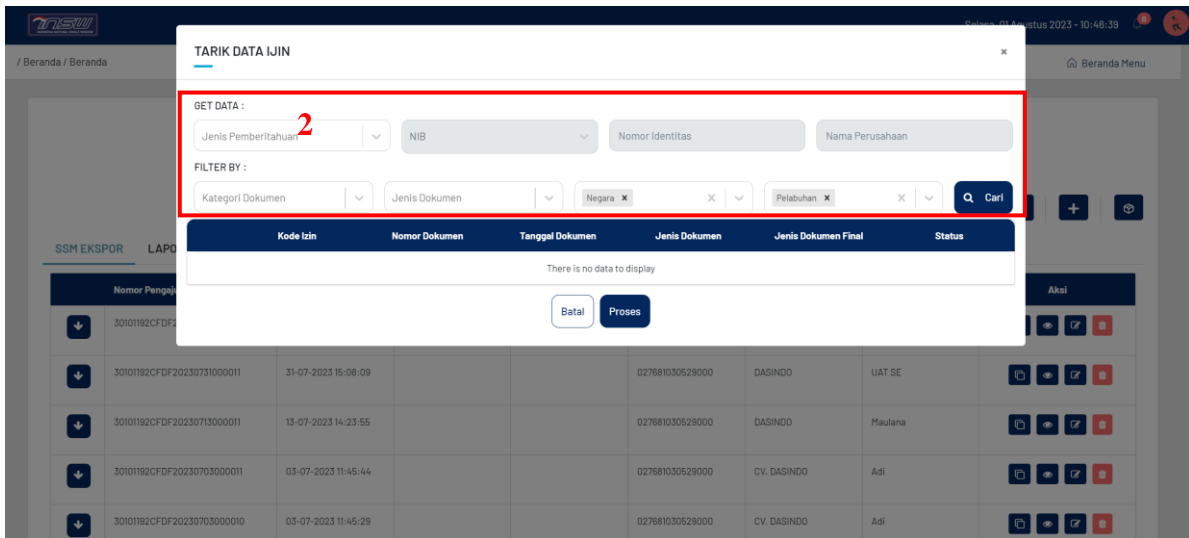 INSW
Selasa, 01 Agustus 2023 - 10:46:39
/ Beranda / Beranda
Beranda Menu
TARIK DATA IJIN
×
GET DATA :
Jenis Pemberitahuan
2
NIB
Nomor Identitas
Nama Perusahaan
FILTER BY :
Kategori Dokumen
Jenis Dokumen
Negara ×
Pelabuhan ×
Cari
Kode Izin Nomor Dokumen Tanggal Dokumen Jenis Dokumen Jenis Dokumen Final Status
There is no data to display
Batal
Proses
SSM EKSPOR LAPO
Nomor Pengaju
Aksi
30101192CFDF2
30101192CFDF20230731000011 31-07-2023 15:08:09 027681030529000 DASINDO UAT SE
30101192CFDF20230713000011 13-07-2023 14:23:55 027681030529000 DASINDO Maulana
30101192CFDF20230703000011 03-07-2023 11:45:44 027681030529000 CV. DASINDO Adi
30101192CFDF20230703000010 03-07-2023 11:45:29 027681030529000 CV. DASINDO Adi